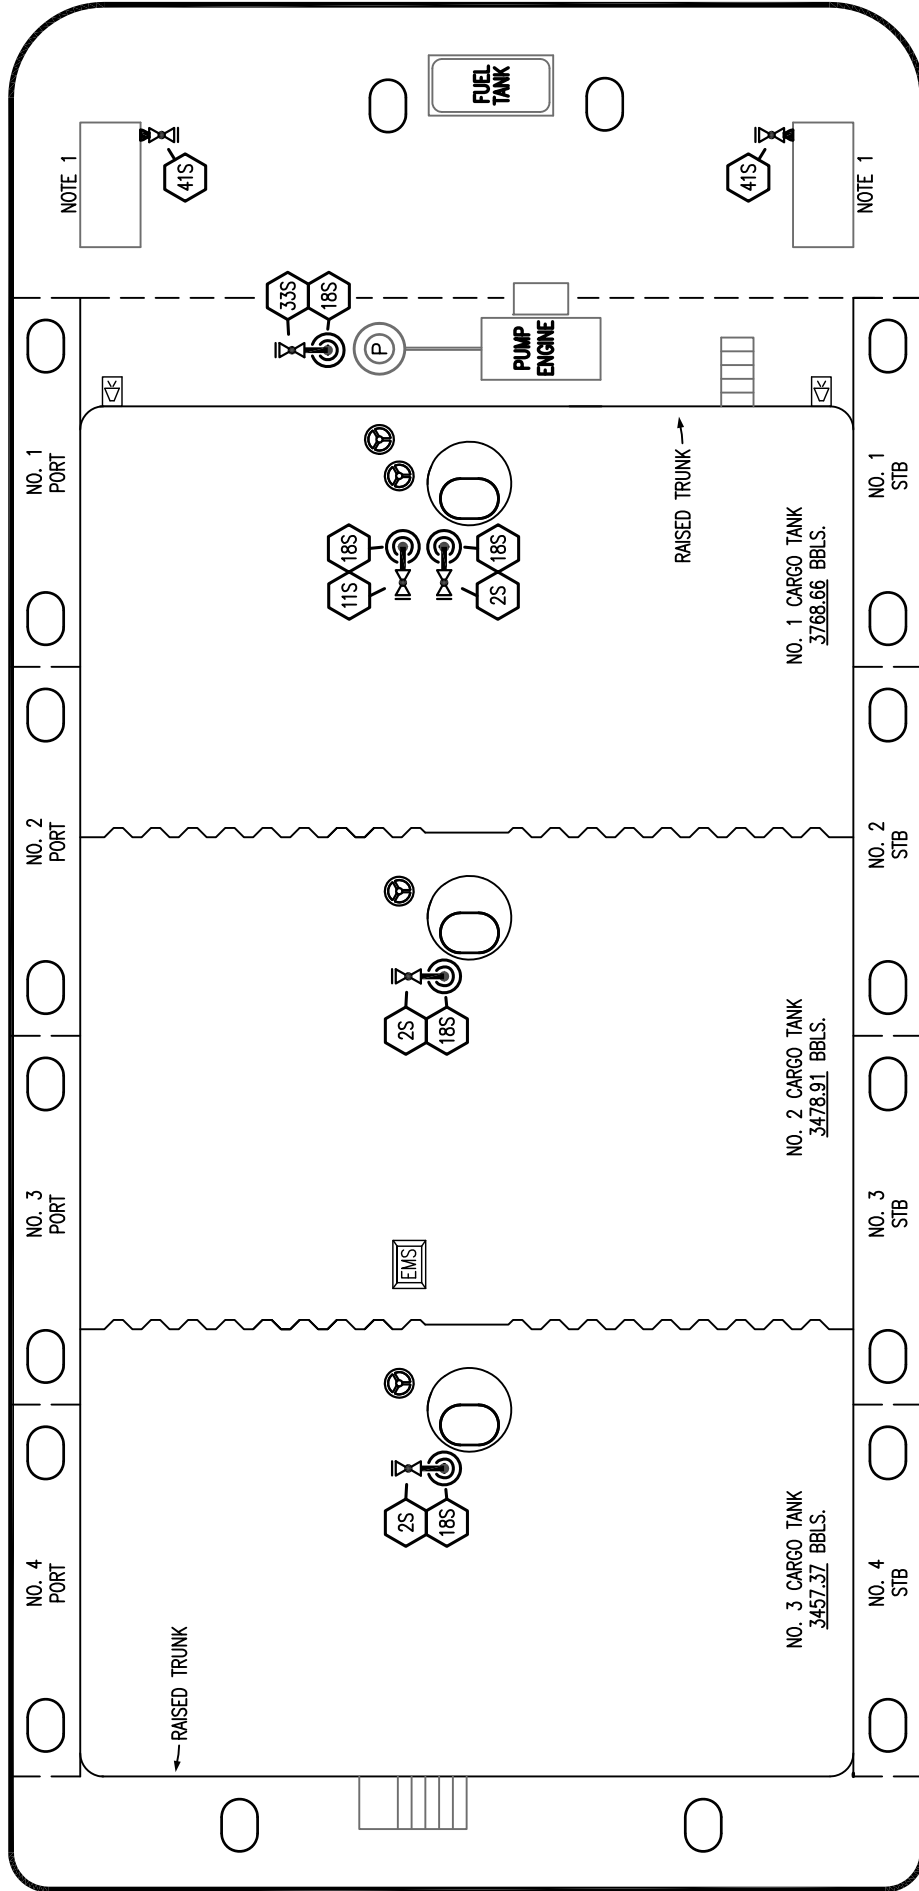 FUEL
TANK
NOTE 1
41S
41S
NOTE 1
33S
18S
P
PUMP
ENGINE
NO. 1
PORT
NO. 1
STB
RAISED TRUNK
18S
11S
18S
2S
NO. 1 CARGO TANK
3768.66 BBLS.
NO. 2
PORT
NO. 2
STB
2S
18S
NO. 2 CARGO TANK
3478.91 BBLS.
NO. 3
PORT
NO. 3
STB
EMS
2S
18S
NO. 3 CARGO TANK
3457.37 BBLS.
NO. 4
PORT
NO. 4
STB
RAISED TRUNK